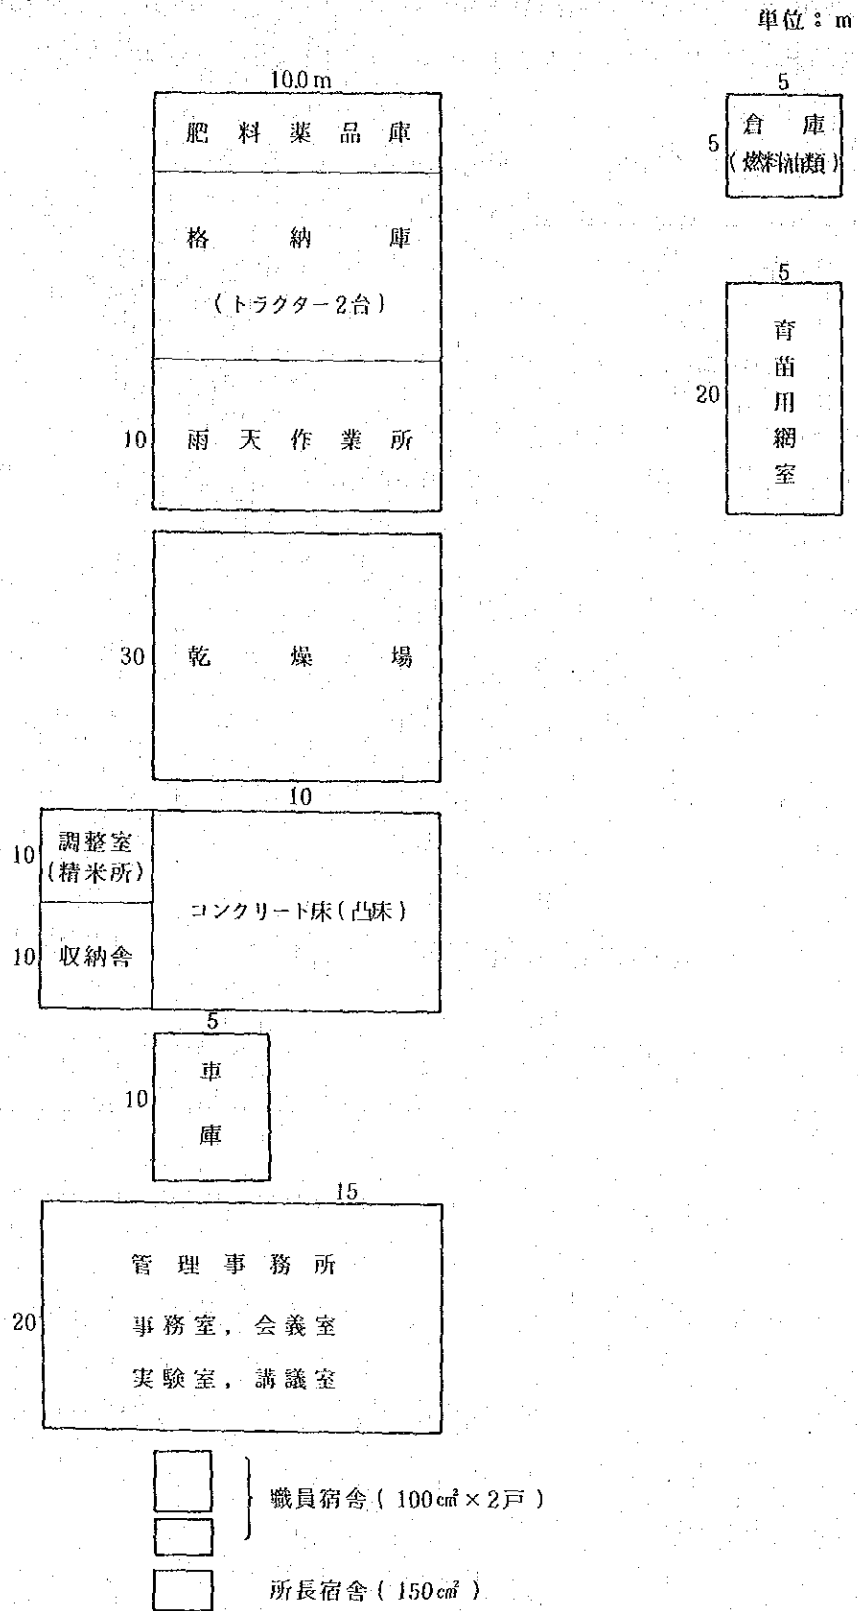 単位：m
10.0m
肥料薬品庫
格納庫
(トラクター2台)
10
雨天作業所
5
5
倉庫
(燃料油類)
5
20
育苗用網室
30
乾燥場
10
10
調整室
(精米所)
コンクリート床(凸床)
10
収納舎
5
10
車庫
15
20
管理事務所
事務室，会義室
実験室，講議室
職員宿舎(100㎠×2戸)
所長宿舎(150㎠)